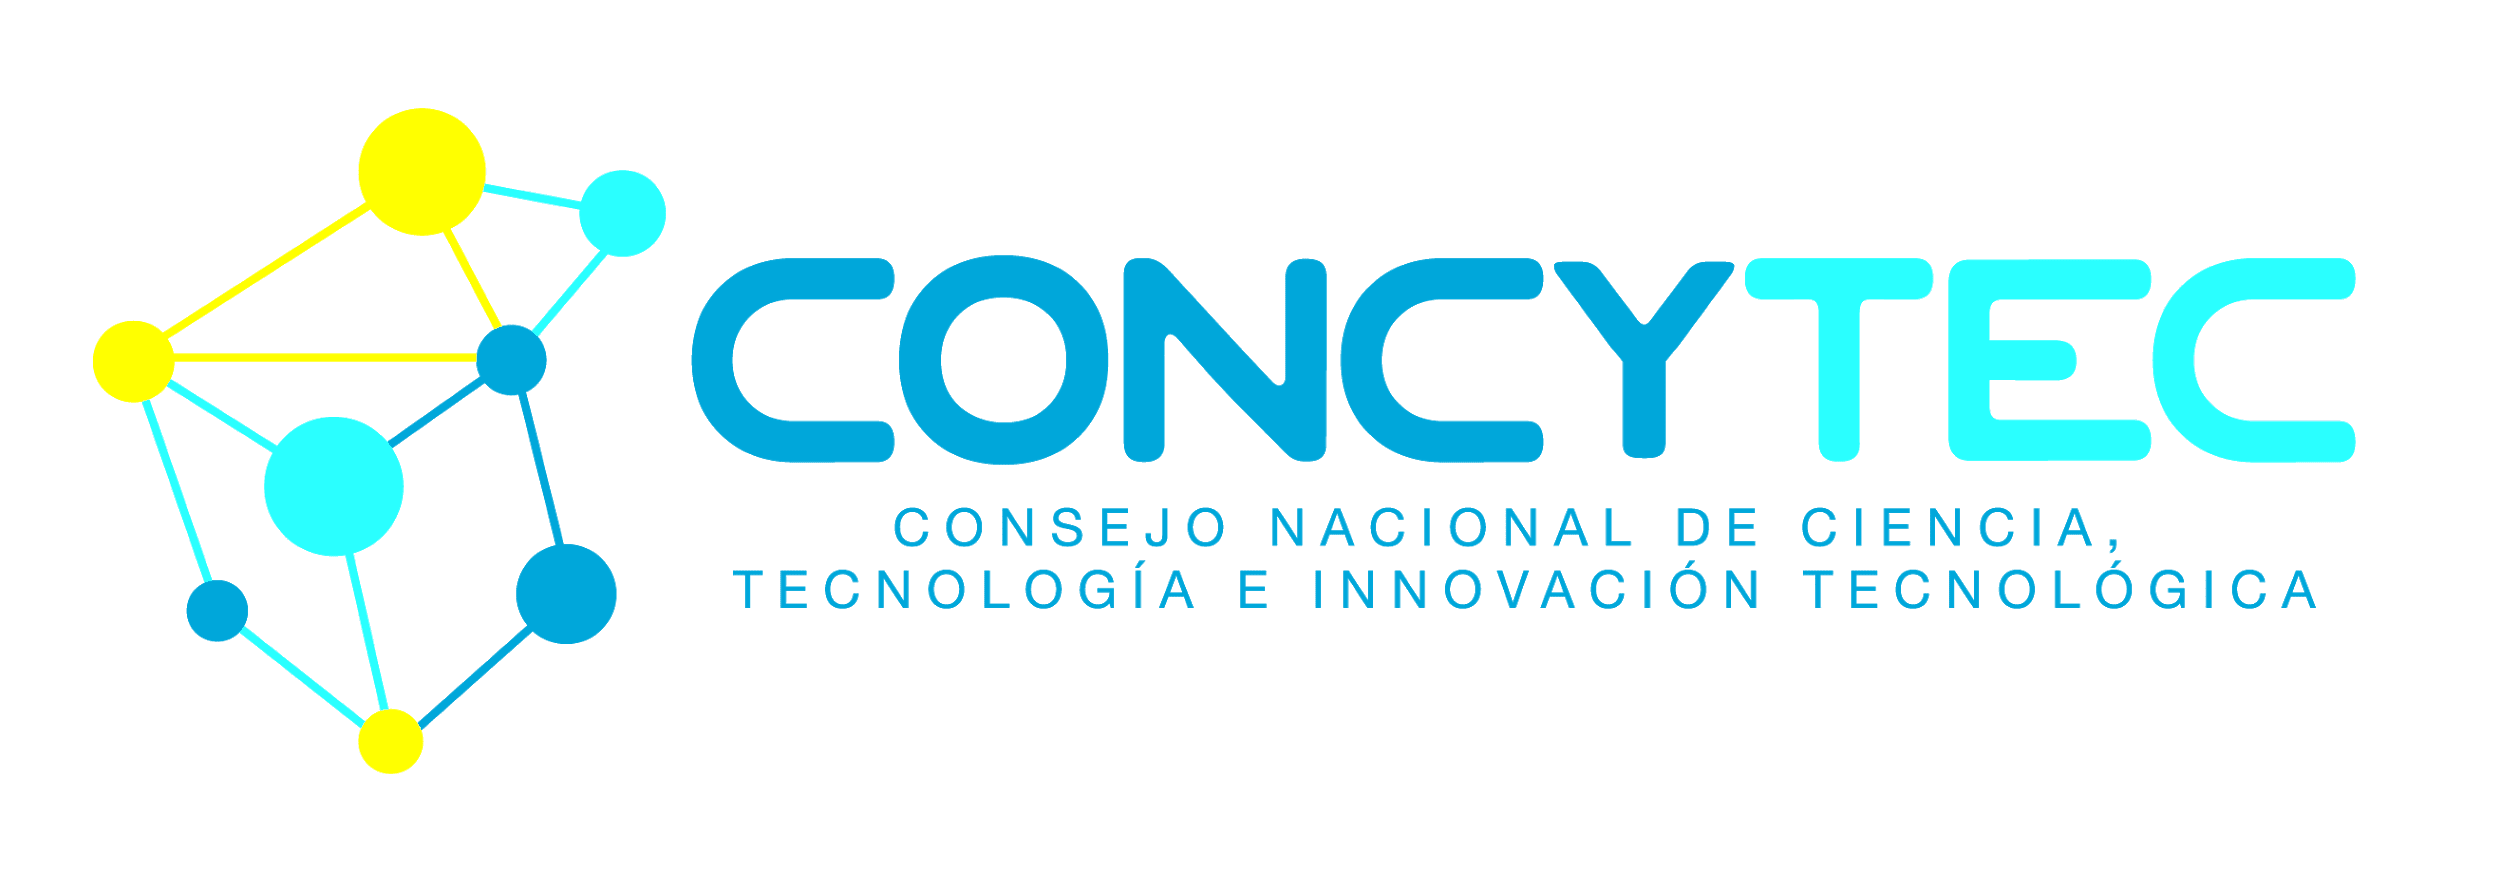 CONCYTEC
CONSEJO NACIONAL DE CIENCIA,
TECNOLOGÍA E INNOVACIÓN TECNOLÓGICA